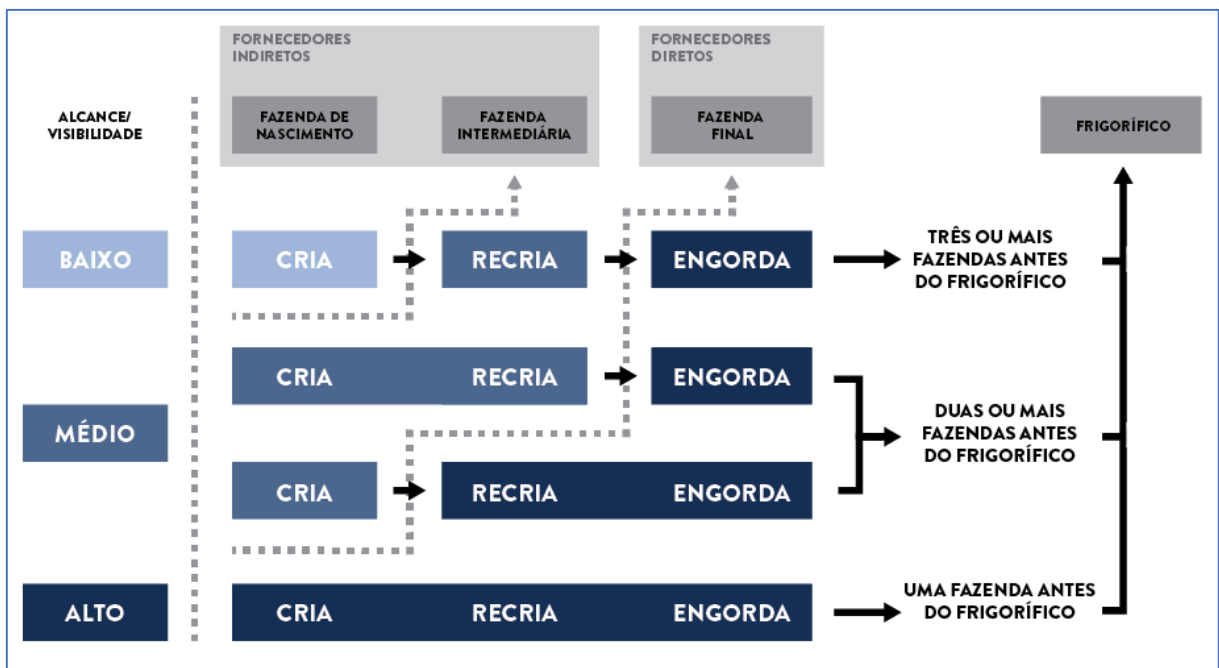 FORNECEDORES
INDIRETOS
FORNECEDORES
DIRETOS
ALCANCE/
VISIBILIDADE
FAZENDA DE
NASCIMENTO
FAZENDA
INTERMEDIÁRIA
FAZENDA
FINAL
FRIGORÍFICO
BAIXO
CRIA
RECRIA
ENGORDA
TRÊS OU MAIS
FAZENDAS ANTES
DO FRIGORÍFICO
MÉDIO
CRIA
RECRIA
ENGORDA
CRIA
RECRIA
ENGORDA
DUAS OU MAIS
FAZENDAS ANTES
DO FRIGORÍFICO
ALTO
CRIA
RECRIA
ENGORDA
UMA FAZENDA ANTES
DO FRIGORÍFICO